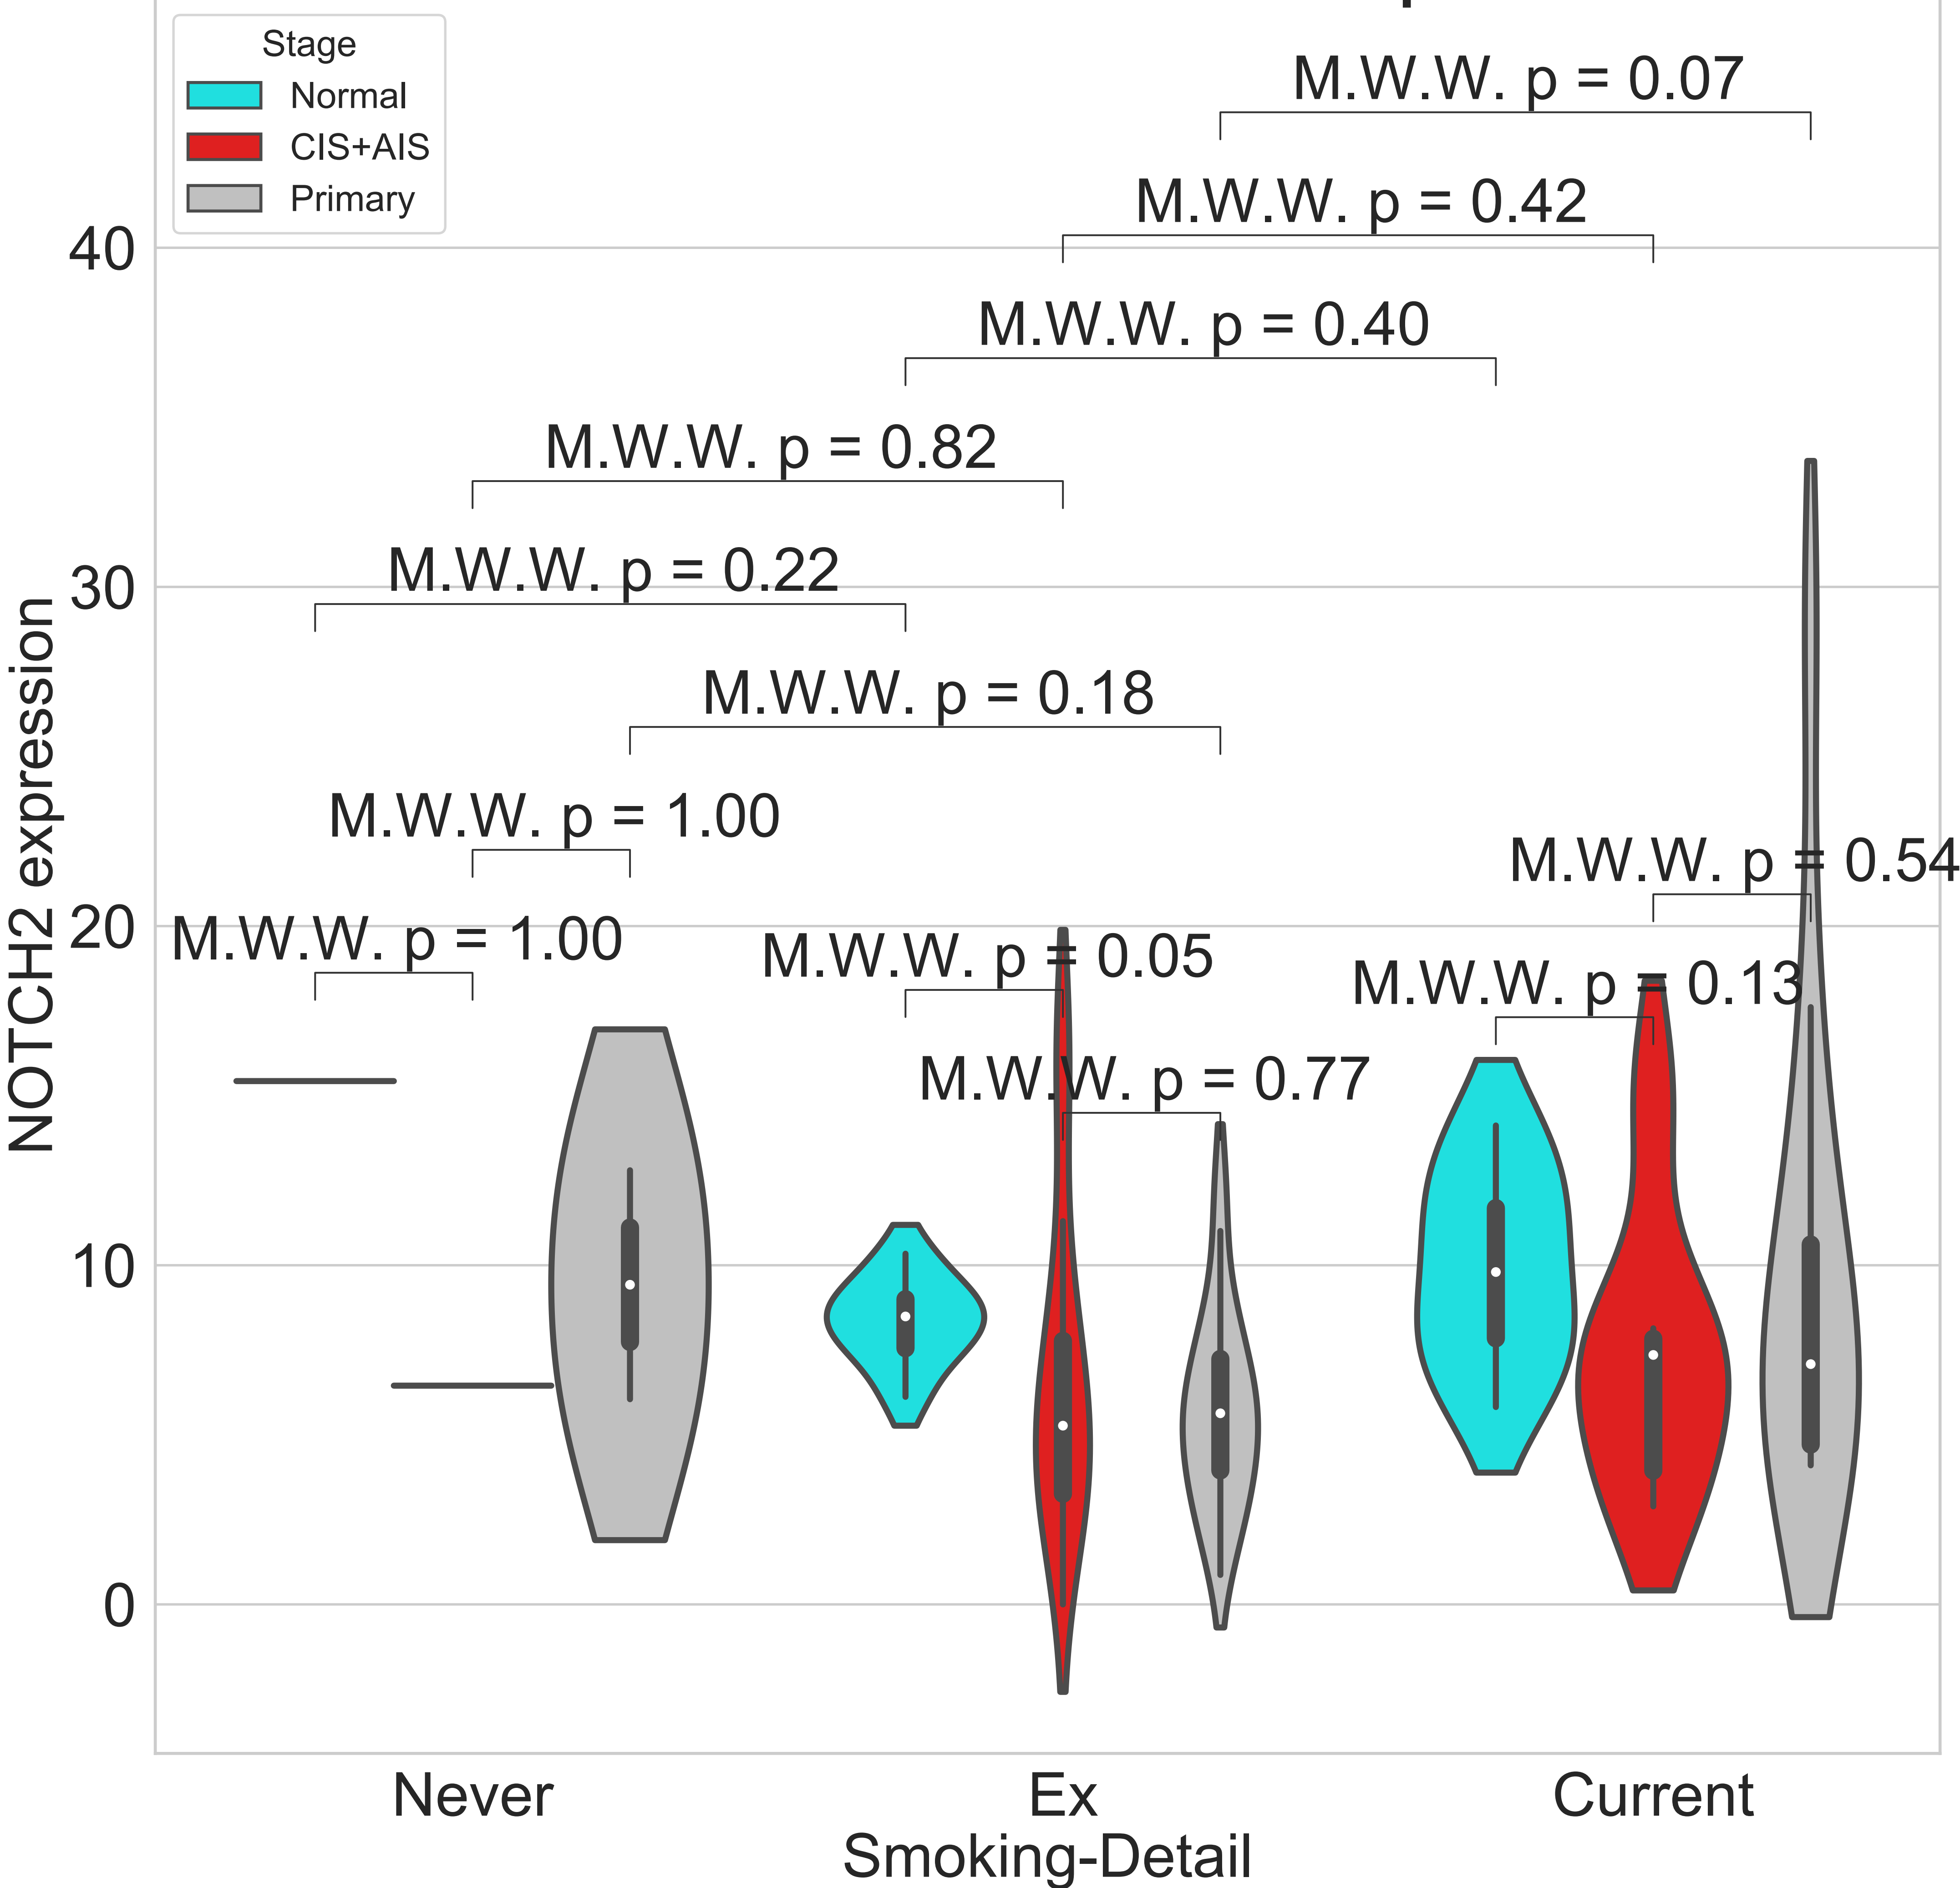 Stage
Normal
CIS+AIS
Primary
M.W.W. p = 0.07
M.W.W. p = 0.42
M.W.W. p = 0.40
M.W.W. p = 0.82
M.W.W. p = 0.22
M.W.W. p = 0.18
M.W.W. p = 1.00
M.W.W. p = 0.54
M.W.W. p = 1.00
M.W.W. p = 0.05
M.W.W. p = 0.13
M.W.W. p = 0.77
40
30
20
10
0
NOTCH2 expression
Never
Ex
Current
Smoking-Detail